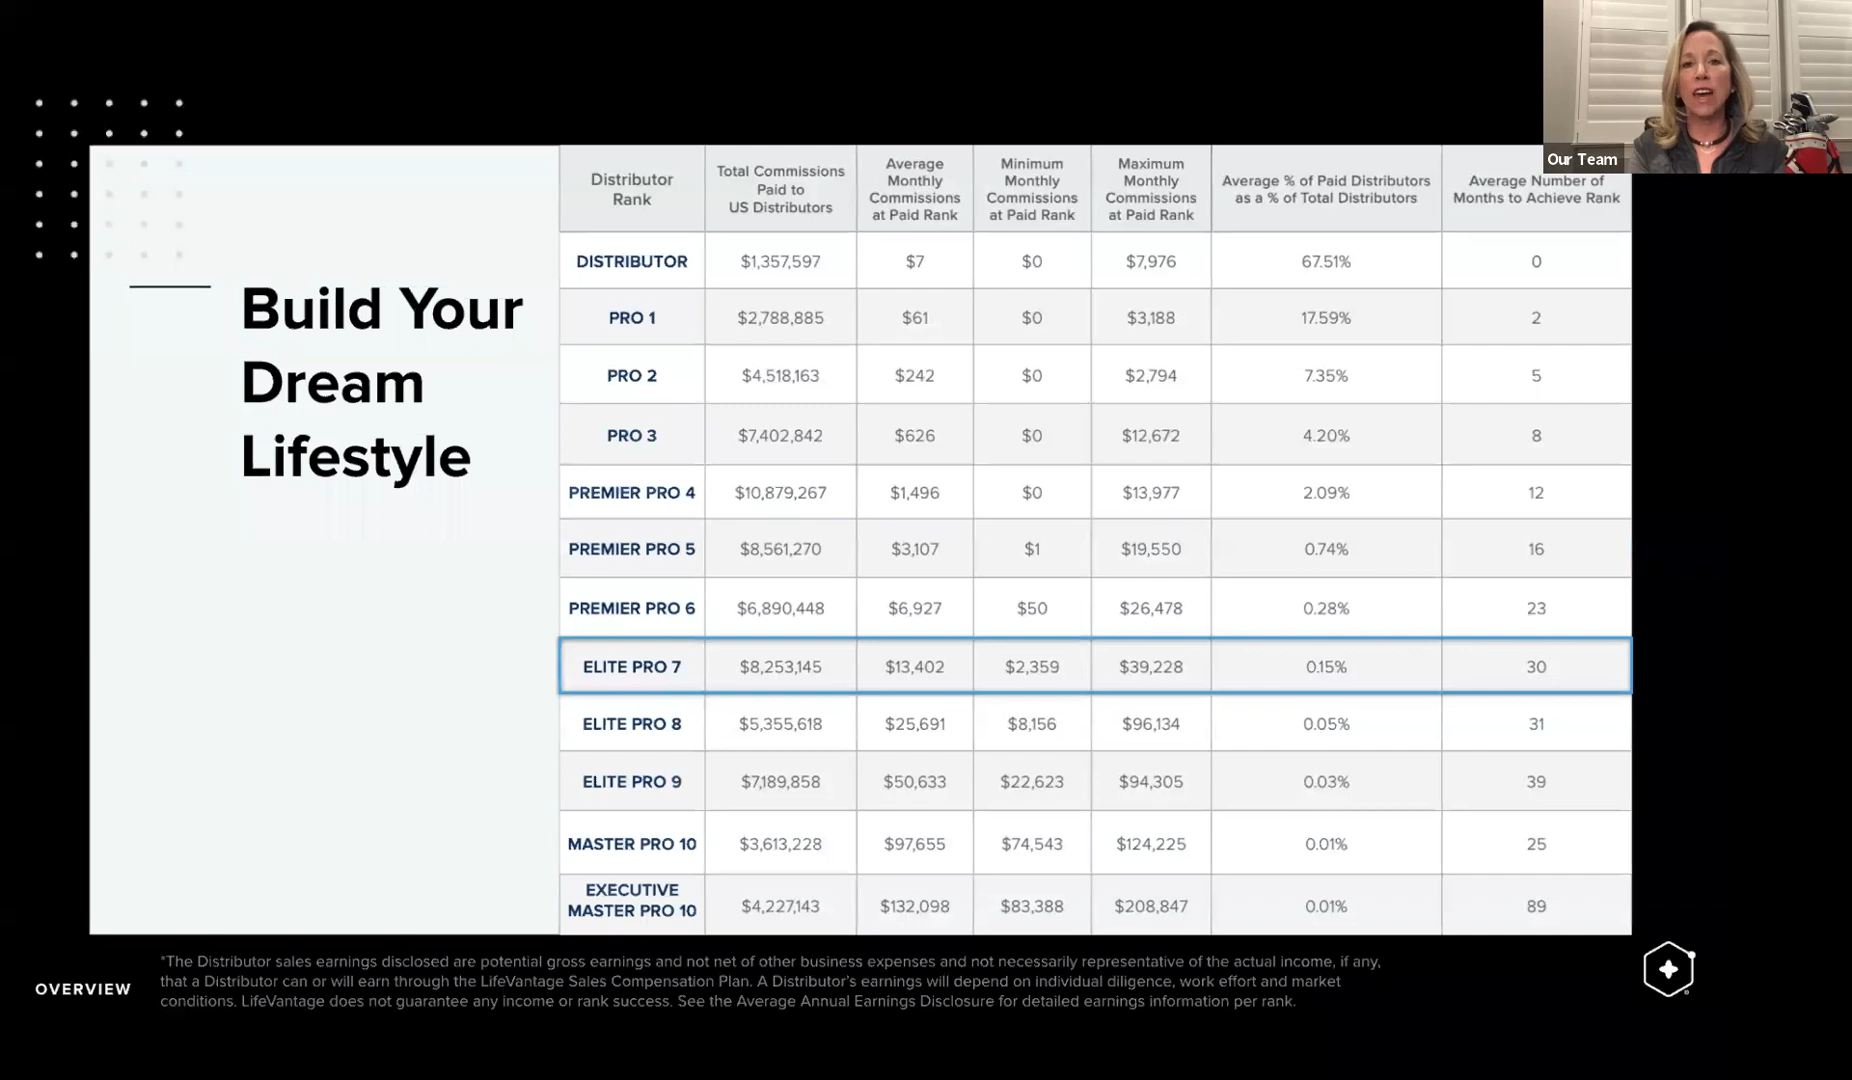 Our Team
Build Your
Dream
Lifestyle
Distributor
Rank
Total Commissions
Paid to
US Distributors
Average
Monthly
Commissions
at Paid Rank
Minimum
Monthly
Commissions
at Paid Rank
Maximum
Monthly
Commissions
at Paid Rank
Average % of Paid Distributors
as a % of Total Distributors
Average Number of
Months to Achieve Rank
DISTRIBUTOR $1,357,597 $7 $0 $7,976 67.51% 0
PRO 1 $2,788,885 $61 $0 $3,188 17.59% 2
PRO 2 $4,518,163 $242 $0 $2,794 7.35% 5
PRO 3 $7,402,842 $626 $0 $12,672 4.20% 8
PREMIER PRO 4 $10,879,267 $1,496 $0 $13,977 2.09% 12
PREMIER PRO 5 $8,561,270 $3,107 $1 $19,550 0.74% 16
PREMIER PRO 6 $6,890,448 $6,927 $50 $26,478 0.28% 23
ELITE PRO 7 $8,253,145 $13,402 $2,359 $39,228 0.15% 30
ELITE PRO 8 $5,355,618 $25,691 $8,156 $96,134 0.05% 31
ELITE PRO 9 $7,189,858 $50,633 $22,623 $94,305 0.03% 39
MASTER PRO 10 $3,613,228 $97,655 $74,543 $124,225 0.01% 25
EXECUTIVE
MASTER PRO 10 $4,227,143 $132,098 $83,388 $208,847 0.01% 89
OVERVIEW
*The Distributor sales earnings disclosed are potential gross earnings and not net of other business expenses and not necessarily representative of the actual income, if any,
that a Distributor can or will earn through the LifeVantage Sales Compensation Plan. A Distributor's earnings will depend on individual diligence, work effort and market
conditions. LifeVantage does not guarantee any income or rank success. See the Average Annual Earnings Disclosure for detailed earnings information per rank.